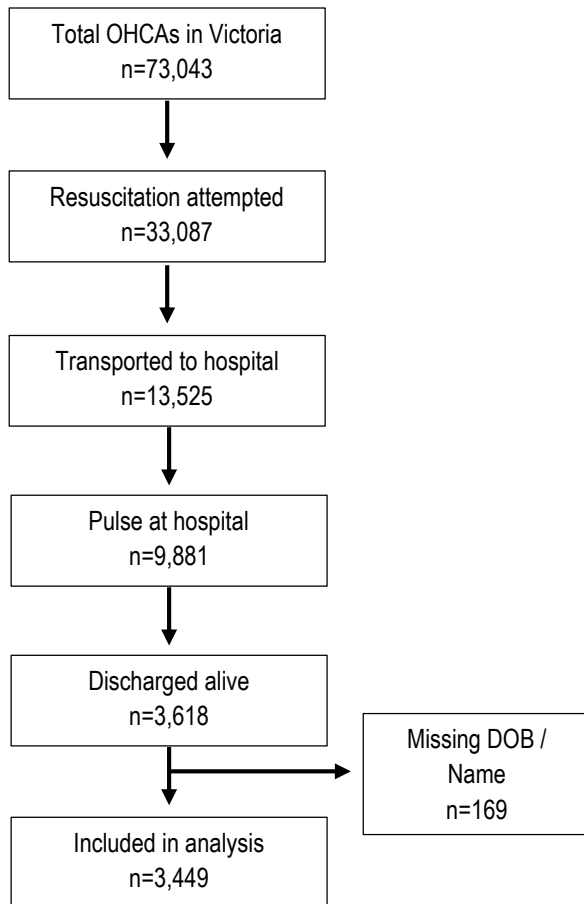 Total OHCAs in Victoria
n=73,043
Resuscitation attempted
n=33,087
Transported to hospital
n=13,525
Pulse at hospital
n=9,881
Discharged alive
n=3,618
Missing DOB /
Name
n=169
Included in analysis
n=3,449